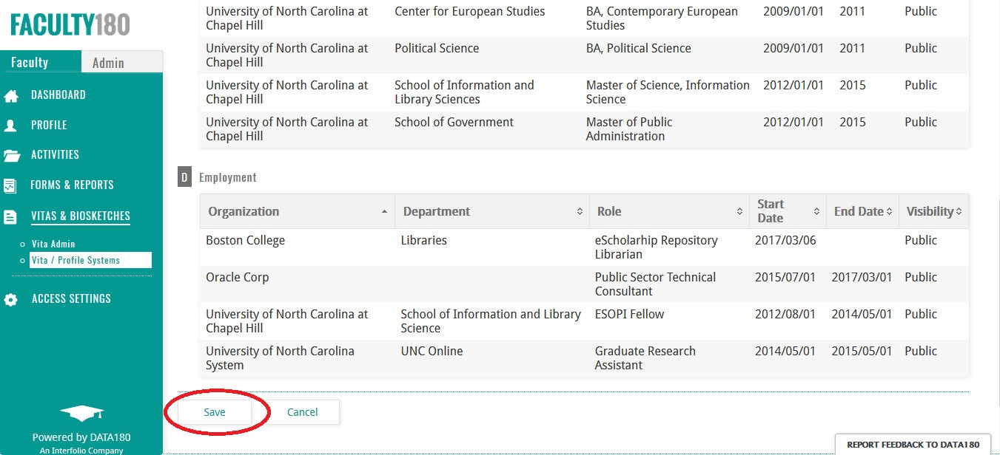 FACULTY180
Faculty
Admin
DASHBOARD
PROFILE
ACTIVITIES
FORMS & REPORTS
VITAS & BIOSKETCHES
Vita Admin
Vita / Profile Systems
ACCESS SETTINGS
Powered by DATA180
An Interfolio Company
University of North Carolina at Center for European Studies BA, Contemporary European 2009/01/01 2011 Public
Chapel Hill Studies
University of North Carolina at Political Science BA, Political Science 2009/01/01 2011 Public
Chapel Hill
University of North Carolina at School of Information and Master of Science, Information 2012/01/01 2015 Public
Chapel Hill Library Sciences Science
University of North Carolina at School of Government Master of Public 2012/01/01 2015 Public
Chapel Hill Administration
D Employment
Organization Department Role Start Date End Date Visibility
Boston College Libraries eScholarhip Repository 2017/03/06 Public
Librarian
Oracle Corp Public Sector Technical 2015/07/01 2017/03/01 Public
Consultant
University of North Carolina at School of Information and Library ESOPI Fellow 2012/08/01 2014/05/01 Public
Chapel Hill Science
University of North Carolina UNC Online Graduate Research 2014/05/01 2015/05/01 Public
System Assistant
Save Cancel
REPORT FEEDBACK TO DATA180